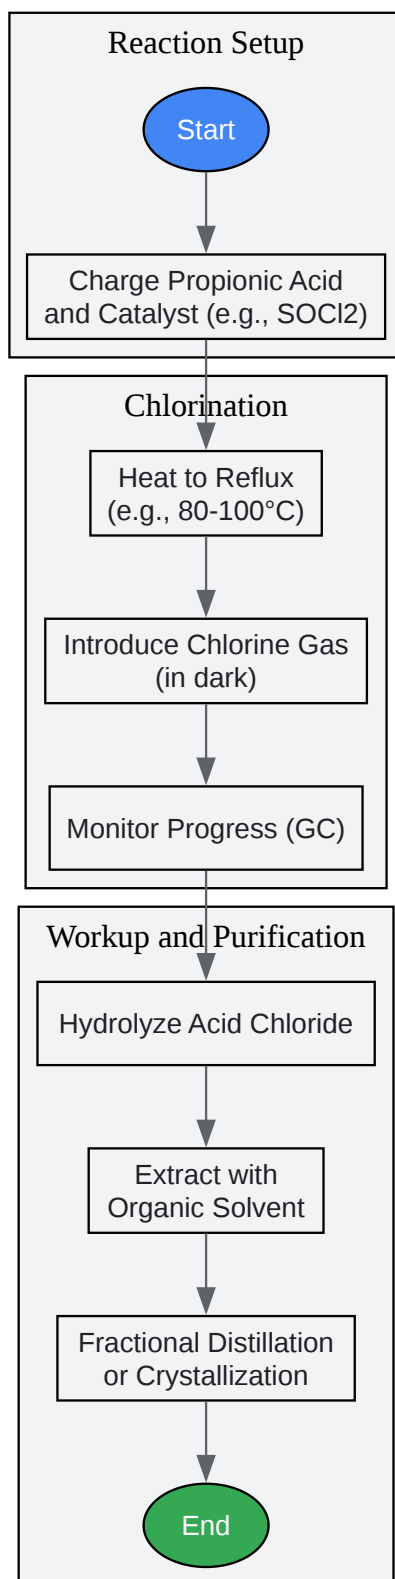 Reaction Setup
Start
Charge Propionic Acid
and Catalyst (e.g., SOCl2)
Chlorination
Heat to Reflux
(e.g., 80-100°C)
Introduce Chlorine Gas
(in dark)
Monitor Progress (GC)
Workup and Purification
Hydrolyze Acid Chloride
Extract with
Organic Solvent
Fractional Distillation
or Crystallization
End